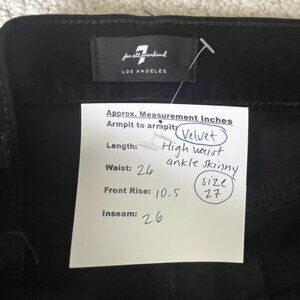 for all 7 mankind
LOS ANGELES
Approx. Measurement Inches
Armpit to armpit: Velvet
Length: High waist
ankle skinny
Waist: 26
size
27
Front Rise: 10.5
Inseam: 26